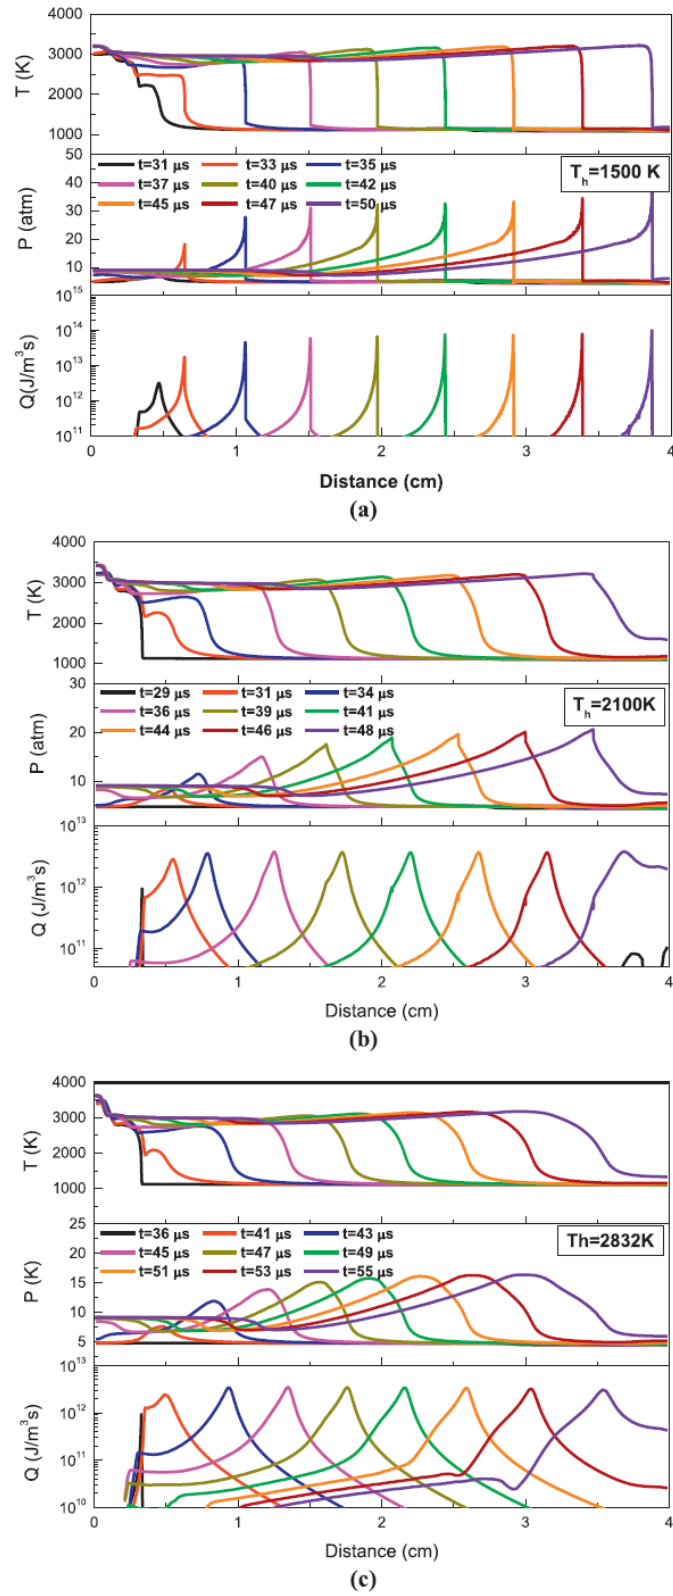 4000
3000
2000
1000
T (K)
50
40
30
20
10
P (atm)
t=31 μs t=33 μs t=35 μs
t=37 μs t=40 μs t=42 μs
t=45 μs t=47 μs t=50 μs
T_h=1500 K
10^15
10^14
10^13
10^12
10^11
Q(J/m³s)
0 1 2 3 4
Distance (cm)
(a)
4000
3000
2000
1000
T (K)
30
20
10
P (atm)
t=29 μs t=31 μs t=34 μs
t=36 μs t=39 μs t=41 μs
t=44 μs t=46 μs t=48 μs
T_h=2100K
10^13
10^12
10^11
Q (J/m³s)
0 1 2 3 4
Distance (cm)
(b)
4000
3000
2000
1000
T (K)
25
20
15
10
5
P (K)
t=36 μs t=41 μs t=43 μs
t=45 μs t=47 μs t=49 μs
t=51 μs t=53 μs t=55 μs
Th=2832K
10^13
10^12
10^11
10^10
Q (J/m³s)
0 1 2 3 4
Distance (cm)
(c)